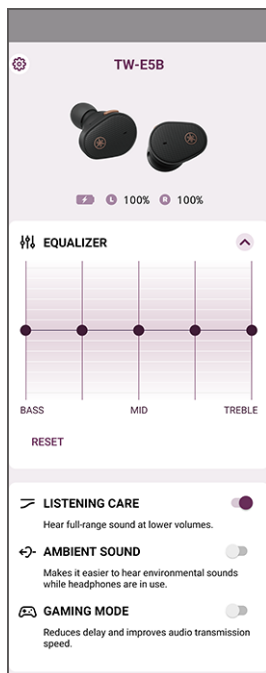 TW-E5B
L 100% R 100%
EQUALIZER
BASS MID TREBLE
RESET
LISTENING CARE
Hear full-range sound at lower volumes.
AMBIENT SOUND
Makes it easier to hear environmental sounds
while headphones are in use.
GAMING MODE
Reduces delay and improves audio transmission
speed.